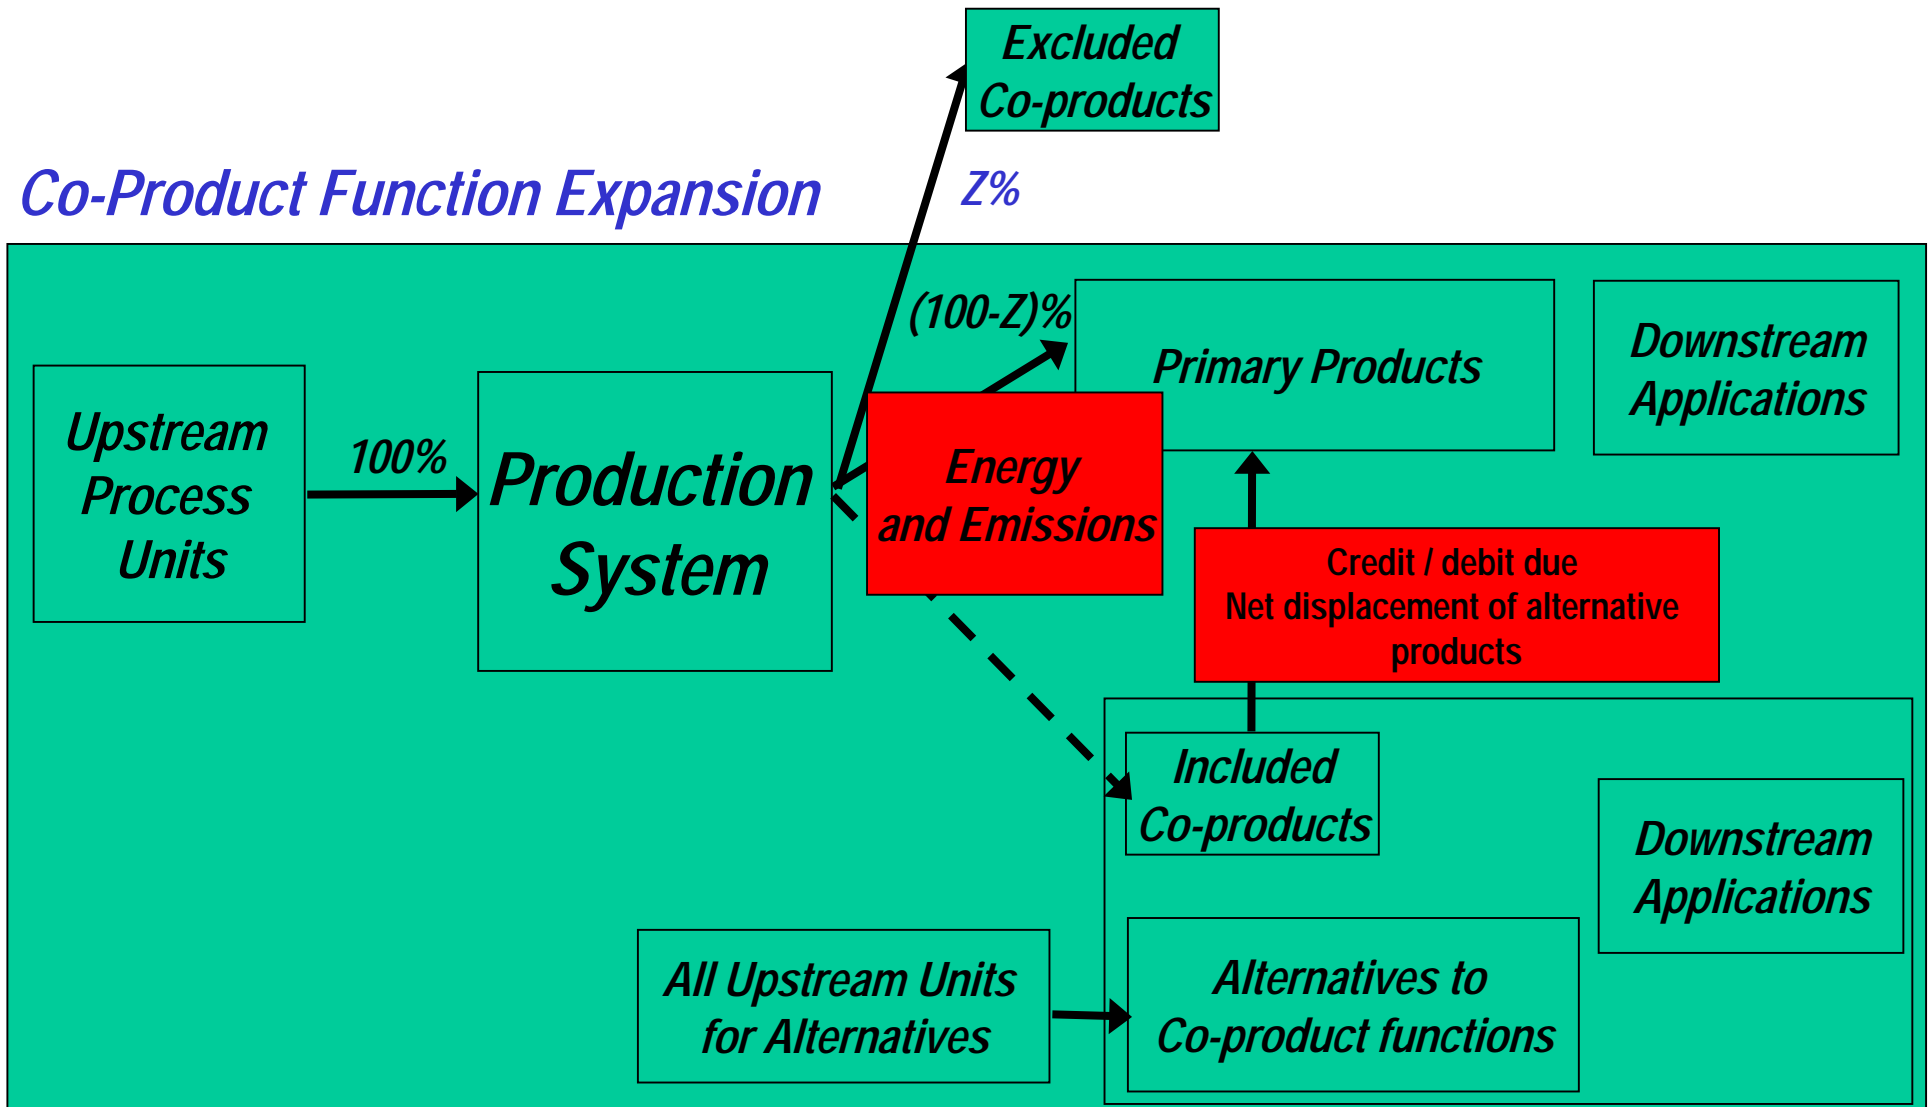 Excluded
Co-products
Co-Product Function Expansion
Z%
(100-Z)%
Primary Products
Downstream
Applications
Upstream
Process
Units
100%
Production
System
Energy
and Emissions
Credit / debit due
Net displacement of alternative
products
Included
Co-products
Downstream
Applications
All Upstream Units
for Alternatives
Alternatives to
Co-product functions